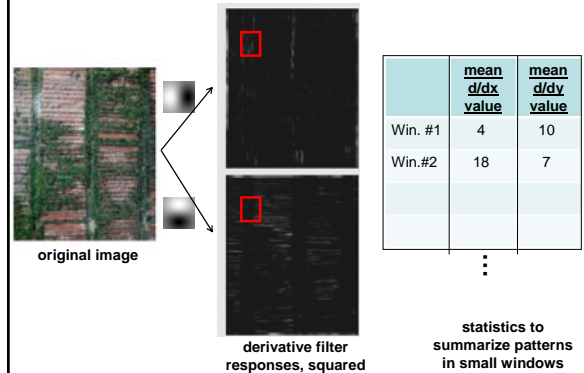 original image
derivative filter
responses, squared
mean
d/dx
value
mean
d/dy
value
Win. #1 4 10
Win.#2 18 7
statistics to
summarize patterns
in small windows